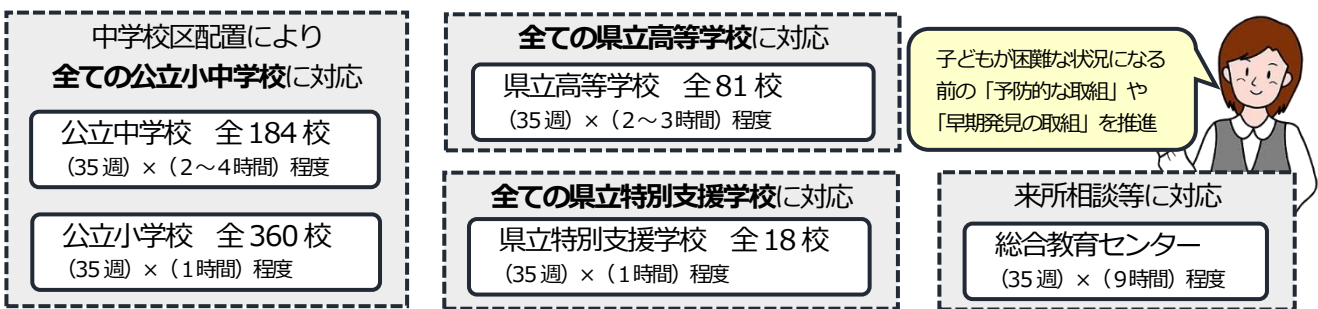 中学校区配置により
全ての公立小中学校に対応
公立中学校 全184校
(35週)×(2～4時間)程度
公立小学校 全360校
(35週)×(1時間)程度
全ての県立高等学校に対応
県立高等学校 全81校
(35週)×(2～3時間)程度
全ての県立特別支援学校に対応
県立特別支援学校 全18校
(35週)×(1時間)程度
子どもが困難な状況になる
前の「予防的な取組」や
「早期発見の取組」を推進
来所相談等に対応
総合教育センター
(35週)×(9時間)程度